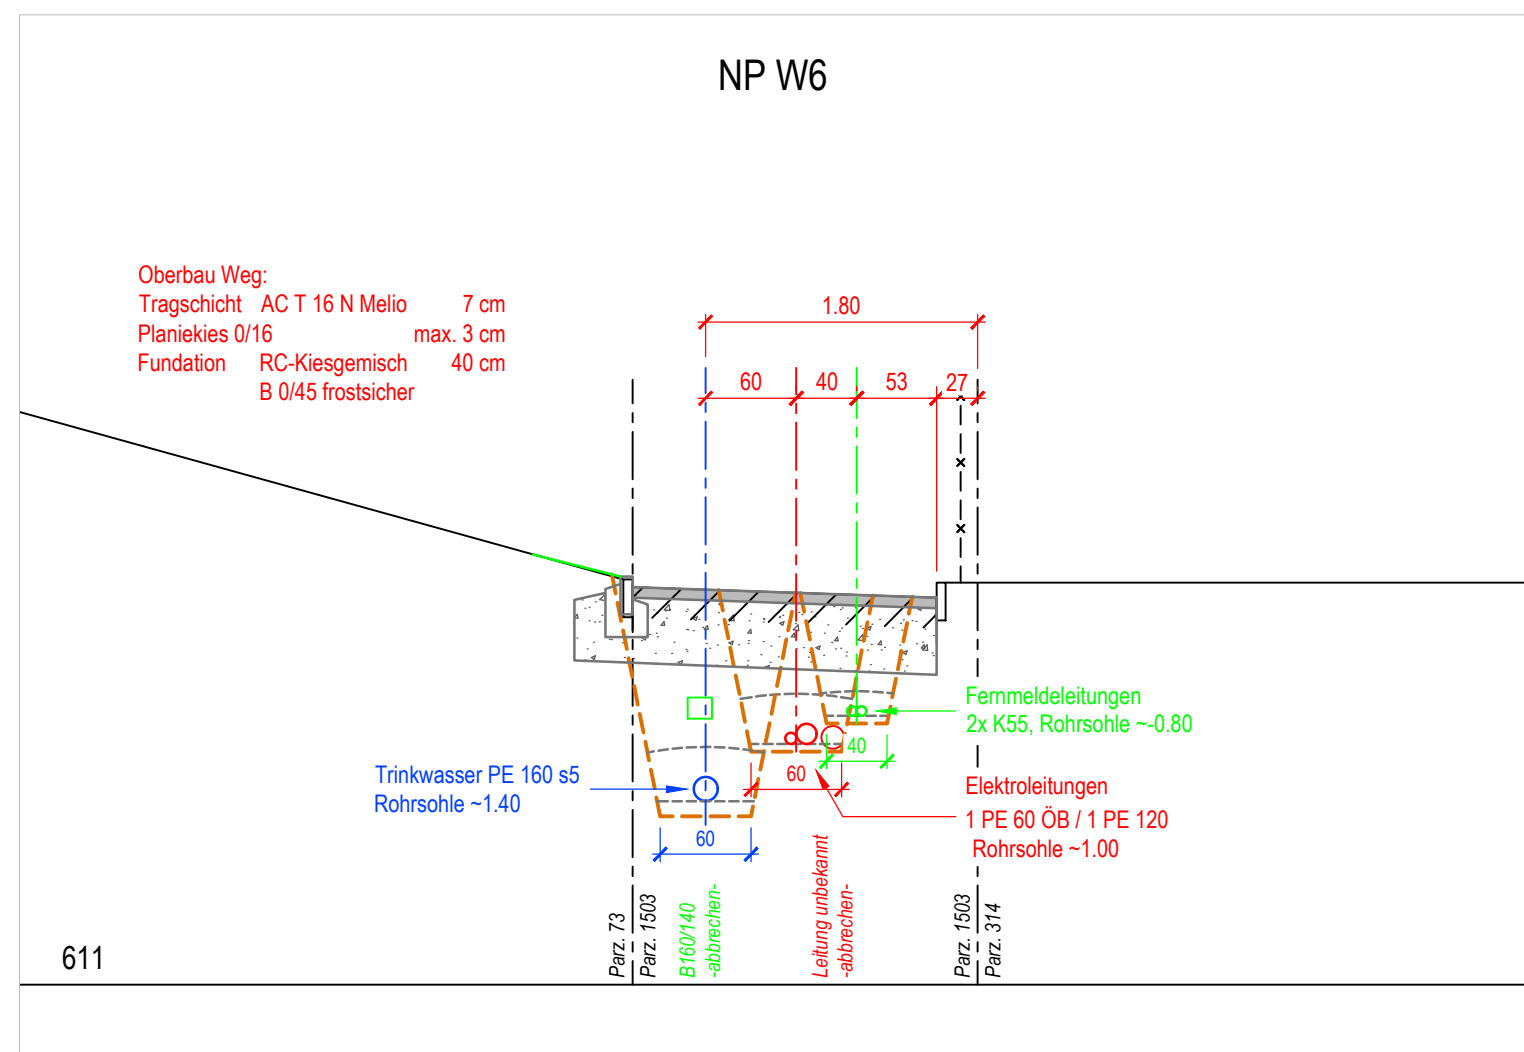 NP W6
Oberbau Weg:
Tragschicht AC T 16 N Melio 7 cm
Planiekies 0/16 max. 3 cm
Fundation RC-Kiesgemisch 40 cm
B 0/45 frostsicher
1.80
60 40 53 27
Fernmeldeleitungen
2x K55, Rohrsohle ~-0.80
40
Trinkwasser PE 160 s5
Rohrsohle ~1.40
60
Elektroleitungen
1 PE 60 ÖB / 1 PE 120
Rohrsohle ~1.00
60
611
Parz. 73
Parz. 1503
B160/140
-abbrechen-
Leitung unbekannt
-abbrechen-
Parz. 1503
Parz. 314